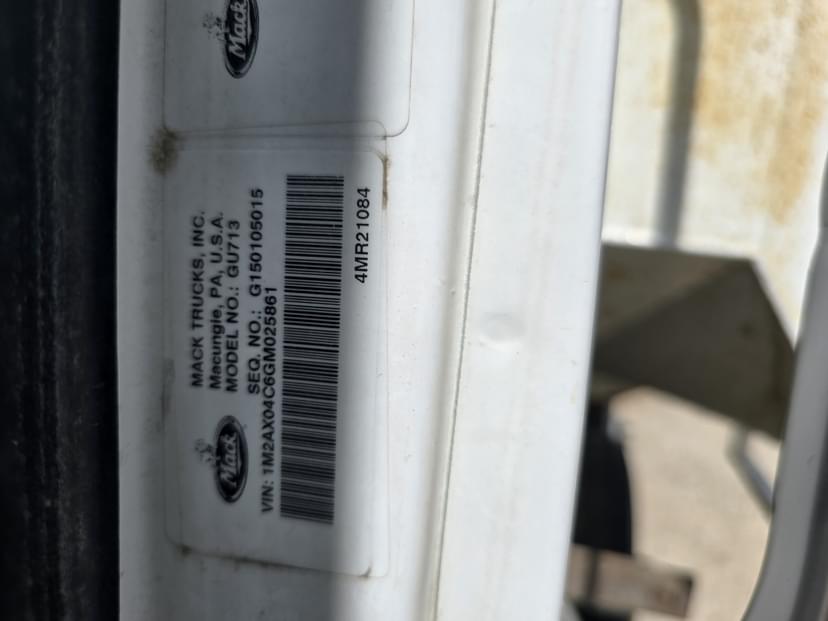 Mack
MACK TRUCKS, INC.
Macungie, PA, U.S.A.
MODEL NO.: GU713
SEQ. NO.: G150105015
Mack
VIN: 1M2AX04C6GM025861
4MR21084